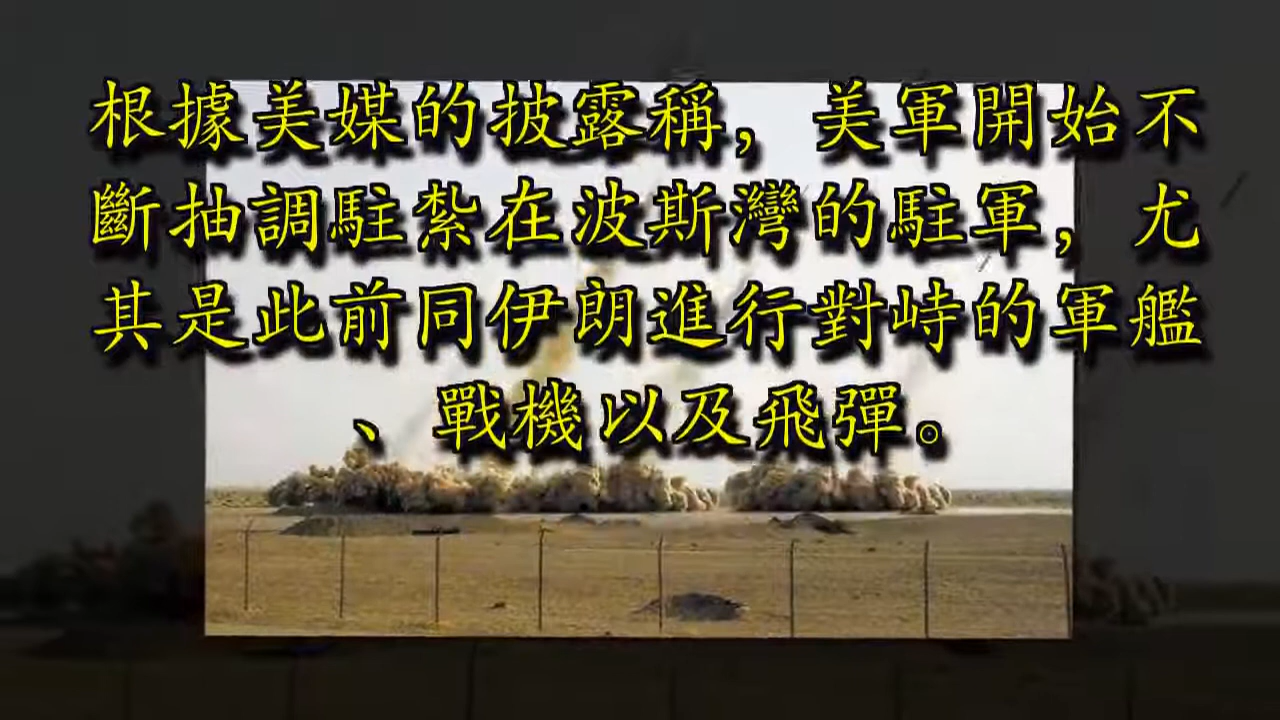 根據美媒的披露稱，美軍開始不
斷抽調駐紮在波斯灣的駐軍，尤
其是此前同伊朗進行對峙的軍艦
、戰機以及飛彈。